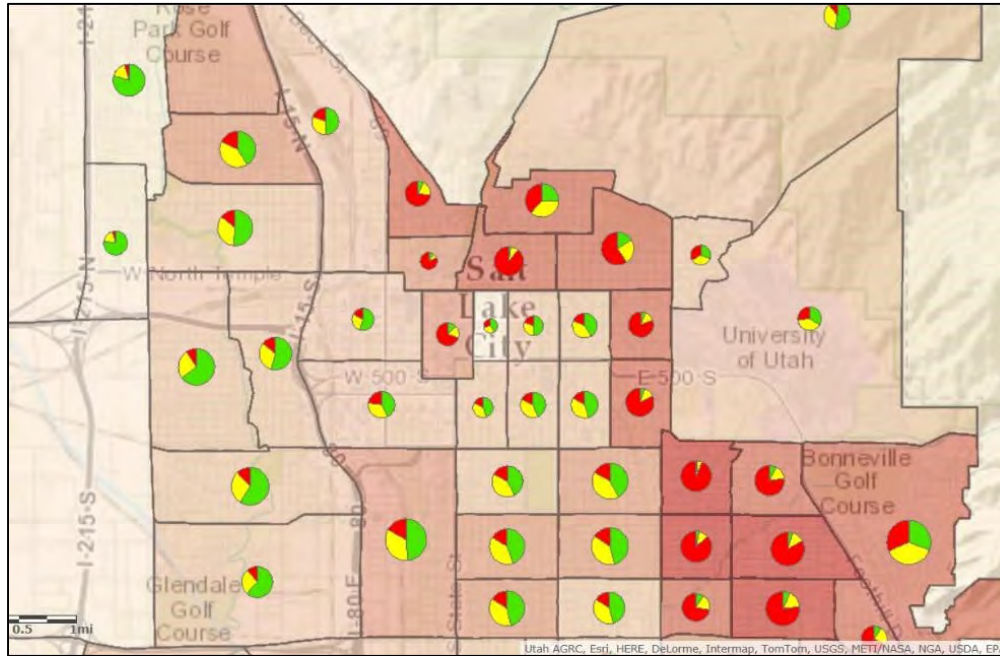 I-21
Rose
Park Golf
Course
I-15-N
I-215-N
W North Temple
I-15-S
Salt
Lake
City
University
of Utah
W 500 S
E 500 S
Bonneville
Golf
Course
I-215-S
State St
I-80 E
Glendale
Golf
Course
0.5 1mi
Utah AGRC, Esri, HERE, DeLorme, Intermap, TomTom, USGS, METI/NASA, NGA, USDA, EP